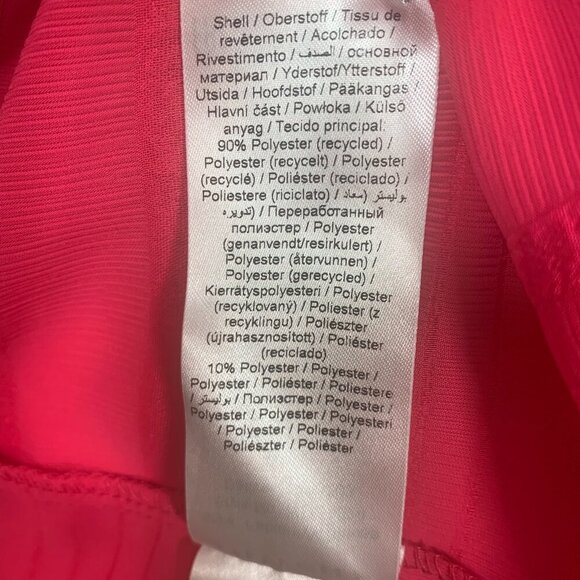 Shell / Oberstoff / Tissu de
revêtement / Acolchado /
Rivestimento / الصدف / основной
материал / Yderstof/Ytterstoff /
Utsida / Hoofdstof / Pääkangas /
Hlavní část / Powłoka / Külső
anyag / Tecido principal:
90% Polyester (recycled) /
Polyester (recycelt) / Polyester
(recyclé) / Poliéster (reciclado) /
Poliestere (riciclato) / بوليستر (معاد
تدويره) / Переработанный
полиэстер / Polyester
(genanvendt/resirkulert) /
Polyester (återvunnen) /
Polyester (gerecycled) /
Kierrätyspolyesteri / Polyester
(recyklovaný) / Poliester (z
recyklingu) / Poliészter
(újrahasznosított) / Poliéster
(reciclado)
10% Polyester / Polyester /
Polyester / Poliéster / Poliestere
/ بوليستر / Полиэстер / Polyester /
Polyester / Polyester / Polyesteri
/ Polyester / Poliester /
Poliészter / Poliéster